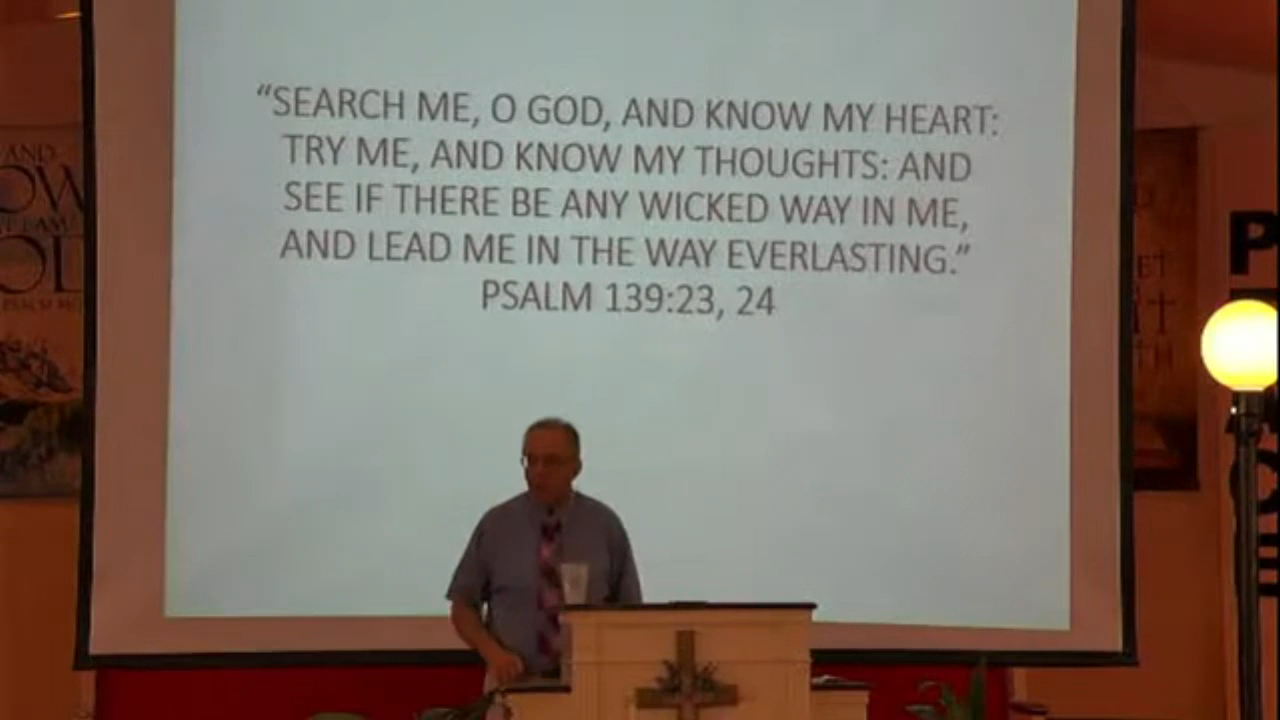 “SEARCH ME, O GOD, AND KNOW MY HEART:
TRY ME, AND KNOW MY THOUGHTS: AND
SEE IF THERE BE ANY WICKED WAY IN ME,
AND LEAD ME IN THE WAY EVERLASTING.”
PSALM 139:23, 24
AND